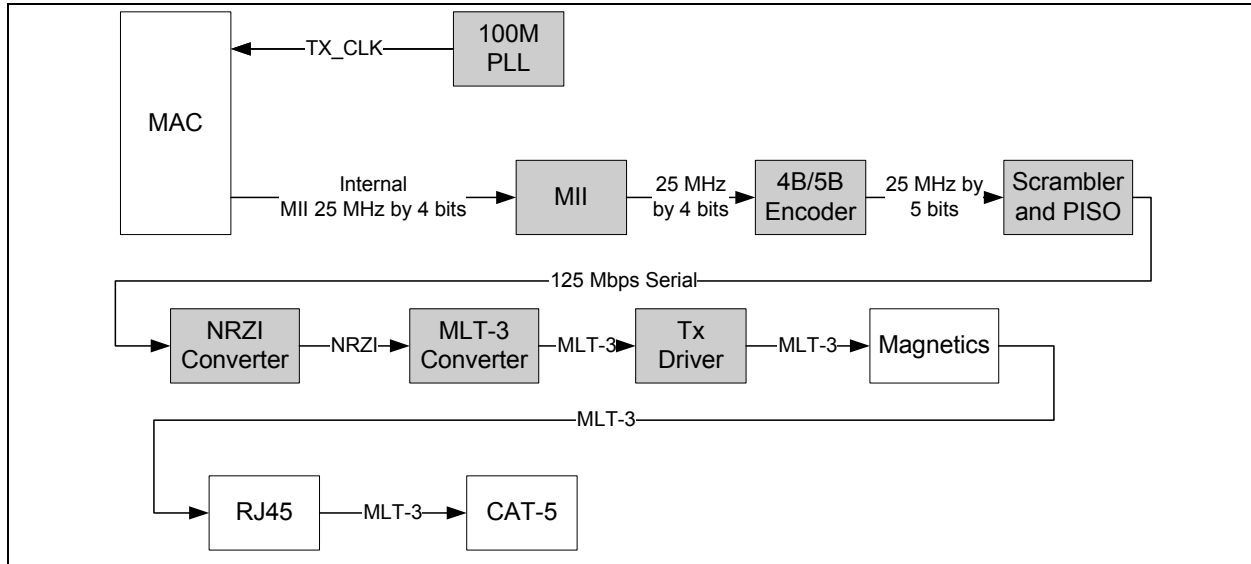 TX_CLK
100M
PLL
MAC
Internal
MII 25 MHz by 4 bits
MII
25 MHz
by 4 bits
4B/5B
Encoder
25 MHz by
5 bits
Scrambler
and PISO
125 Mbps Serial
NRZI
Converter
NRZI
MLT-3
Converter
MLT-3
Tx
Driver
MLT-3
Magnetics
MLT-3
RJ45
MLT-3
CAT-5